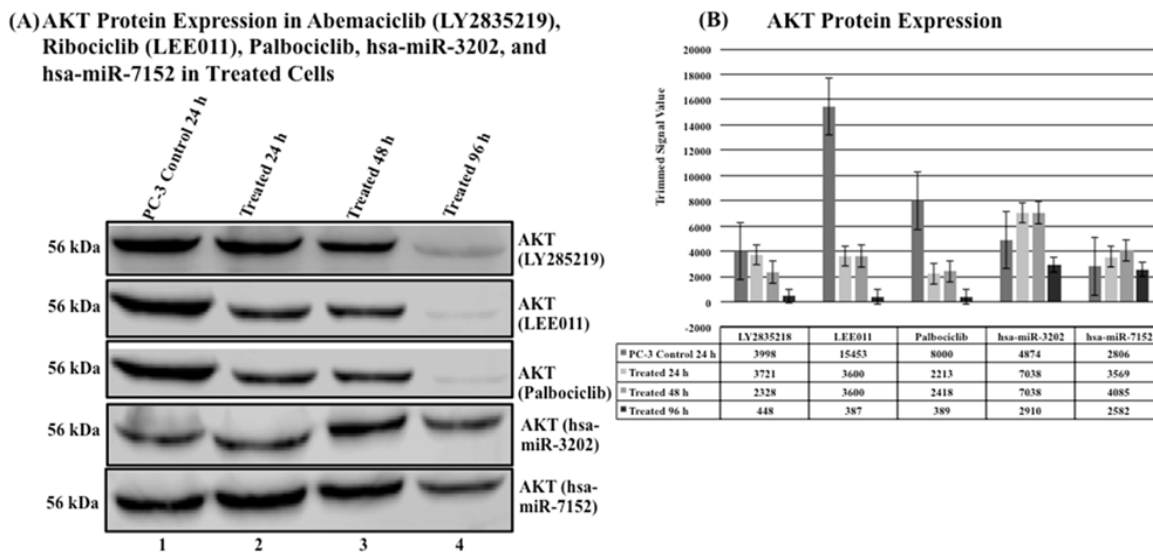 (A) AKT Protein Expression in Abemaciclib (LY2835219),
Ribociclib (LEE011), Palbociclib, hsa-miR-3202, and
hsa-miR-7152 in Treated Cells
PC-3 Control 24 h
Treated 24 h
Treated 48 h
Treated 96 h
56 kDa
AKT
(LY285219)
56 kDa
AKT
(LEE011)
56 kDa
AKT
(Palbociclib)
56 kDa
AKT (hsa-
miR-3202)
56 kDa
AKT (hsa-
miR-7152)
1 2 3 4
(B) AKT Protein Expression
Trimmed Signal Value
20000
18000
16000
14000
12000
10000
8000
6000
4000
2000
0
-2000
LY2835218 LEE011 Palbociclib hsa-miR-3202 hsa-miR-7152
PC-3 Control 24 h 3998 15453 8000 4874 2806
Treated 24 h 3721 3600 2213 7038 3569
Treated 48 h 2328 3600 2418 7038 4085
Treated 96 h 448 387 389 2910 2582